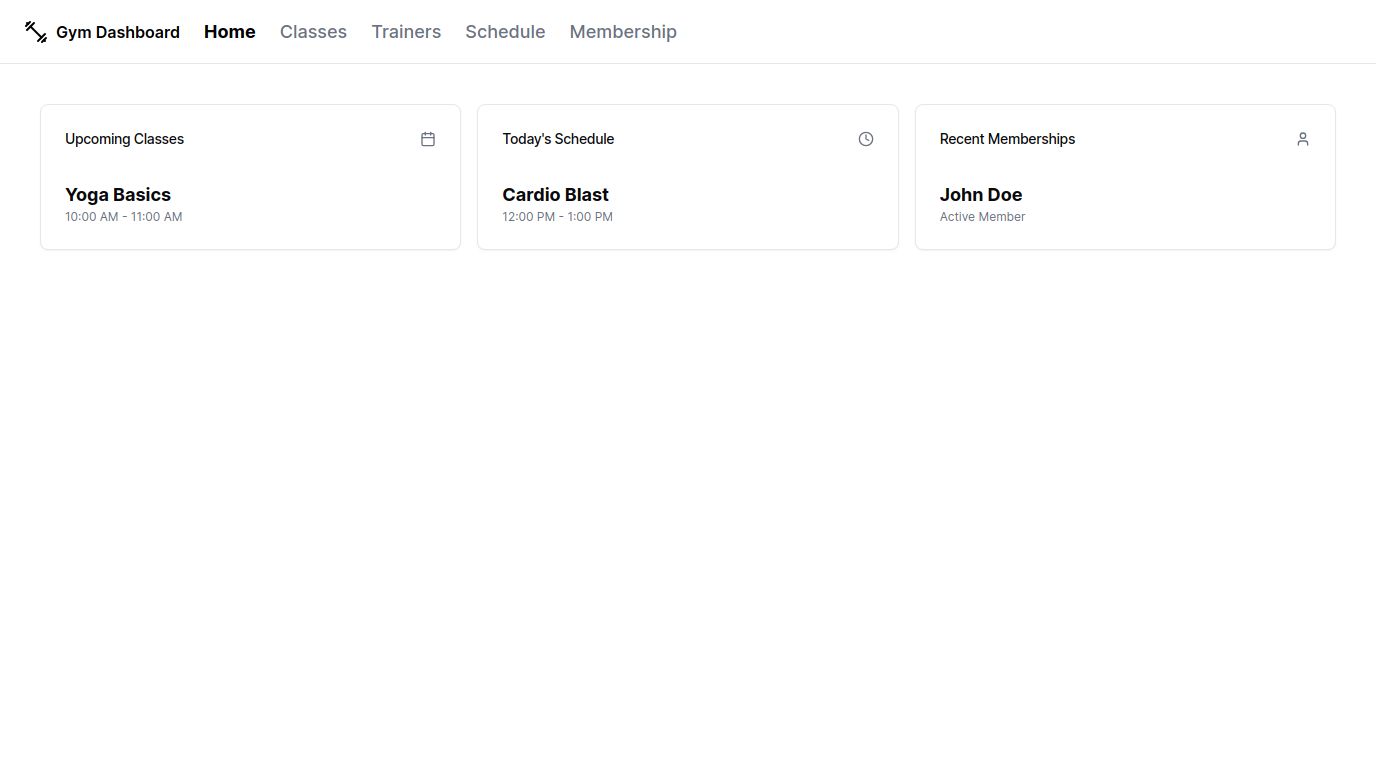 Gym Dashboard Home Classes Trainers Schedule Membership
Upcoming Classes
Yoga Basics
10:00 AM - 11:00 AM
Today's Schedule
Cardio Blast
12:00 PM - 1:00 PM
Recent Memberships
John Doe
Active Member